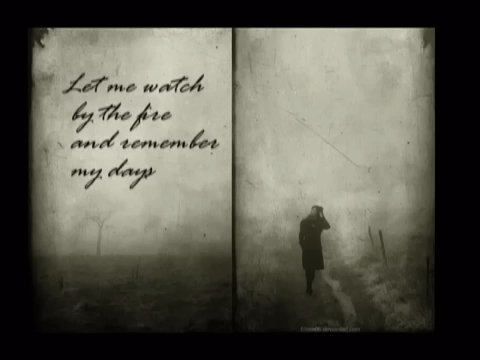 Let me watch
by the fire
and remember
my days